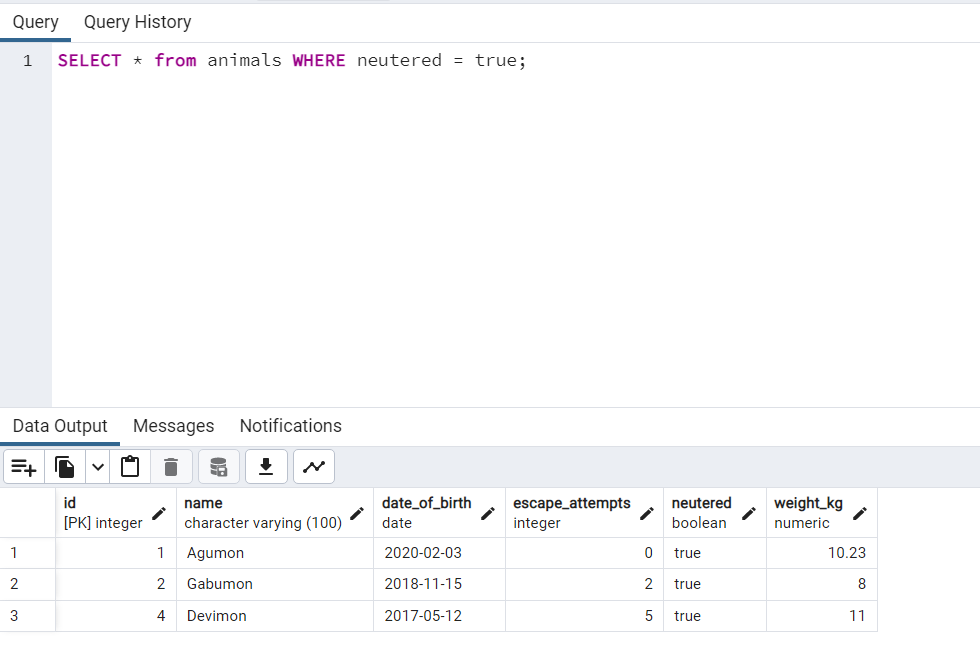 Query Query History
1 SELECT * from animals WHERE neutered = true;
Data Output Messages Notifications
id name date_of_birth escape_attempts neutered weight_kg
[PK] integer character varying (100) date integer boolean numeric
1 1 Agumon 2020-02-03 0 true 10.23
2 2 Gabumon 2018-11-15 2 true 8
3 4 Devimon 2017-05-12 5 true 11